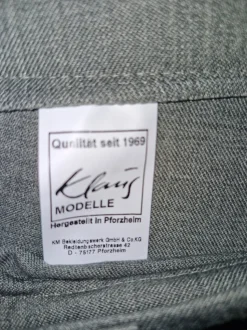 Qualität seit 1969
Klaus
MODELLE
Hergestellt in Pforzheim
KM Bekleidungswerk GmbH & Co.KG
Redtenbacherstrasse 42
D - 75177 Pforzheim